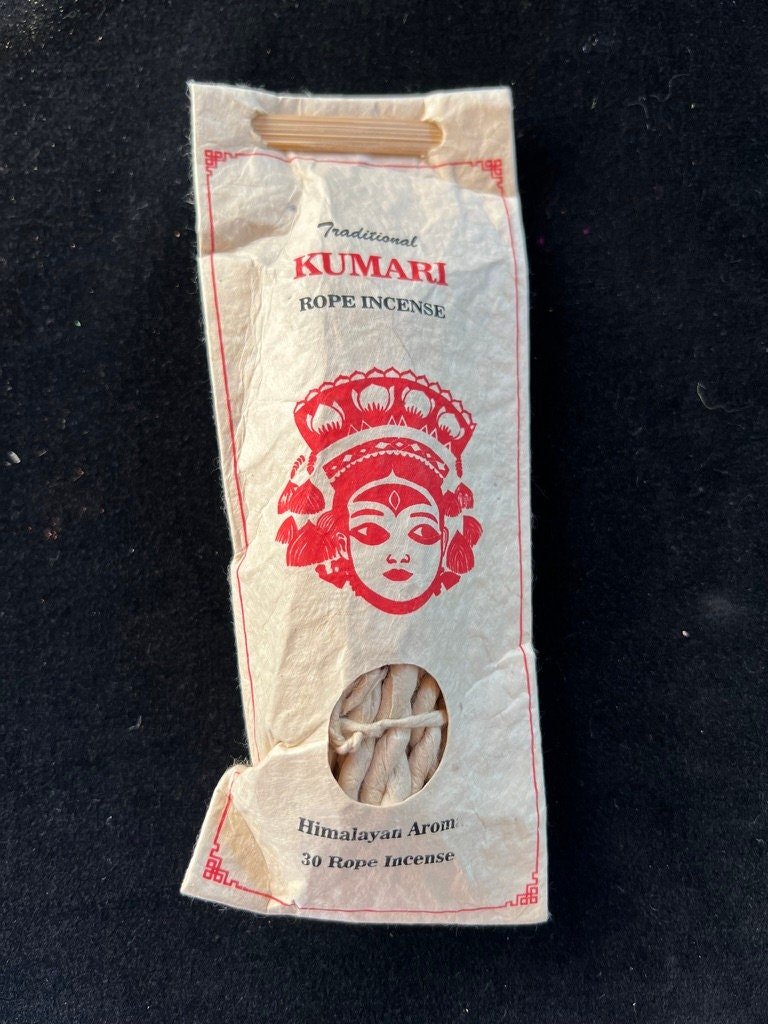 Traditional
KUMARI
ROPE INCENSE
Himalayan Aroma
30 Rope Incense